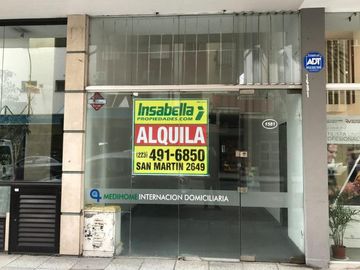 Insabella
PROPIEDADES.COM
ALQUILA
(223) 491-6850
SAN MARTIN 2649
1581
ADT
MEDIHOME INTERNACION DOMICILIARIA